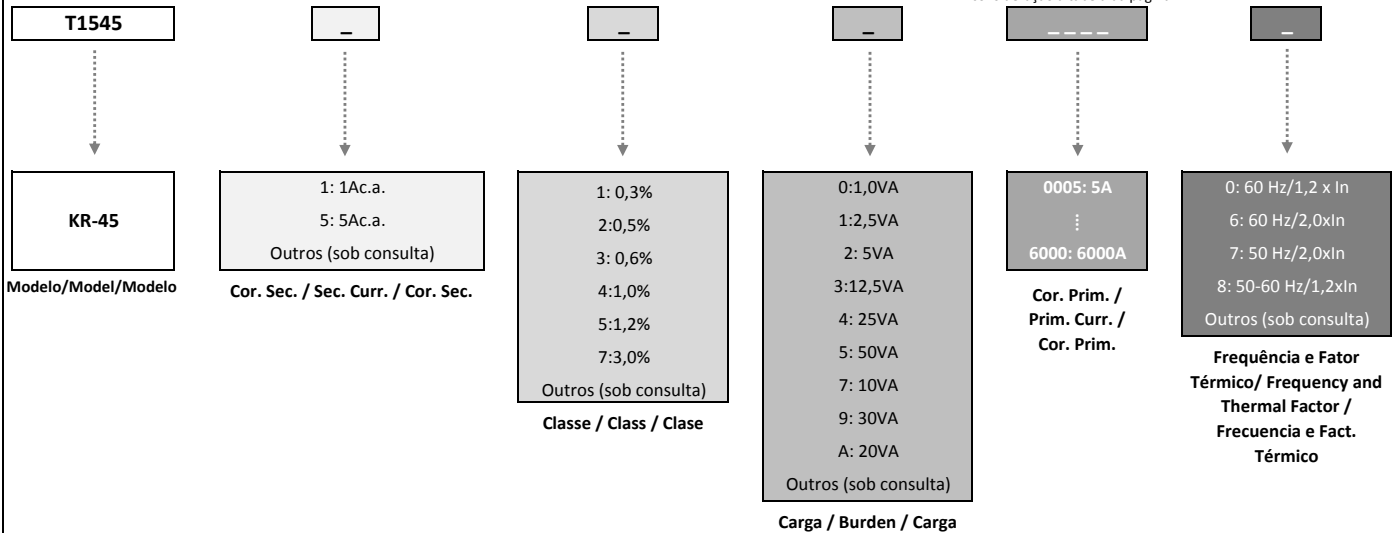 T1545
_
_
_
_ _ _ _
_
KR-45
Modelo/Model/Modelo
1: 1Ac.a.
5: 5Ac.a.
Outros (sob consulta)
Cor. Sec. / Sec. Curr. / Cor. Sec.
1: 0,3%
2:0,5%
3: 0,6%
4:1,0%
5:1,2%
7:3,0%
Outros (sob consulta)
Classe / Class / Clase
0:1,0VA
1:2,5VA
2: 5VA
3:12,5VA
4: 25VA
5: 50VA
7: 10VA
9: 30VA
A: 20VA
Outros (sob consulta)
Carga / Burden / Carga
0005: 5A
⋮
6000: 6000A
Cor. Prim. /
Prim. Curr. /
Cor. Prim.
0: 60 Hz/1,2 x In
6: 60 Hz/2,0xIn
7: 50 Hz/2,0xIn
8: 50-60 Hz/1,2xIn
Outros (sob consulta)
Frequência e Fator
Térmico/ Frequency and
Thermal Factor /
Frecuencia e Fact.
Térmico